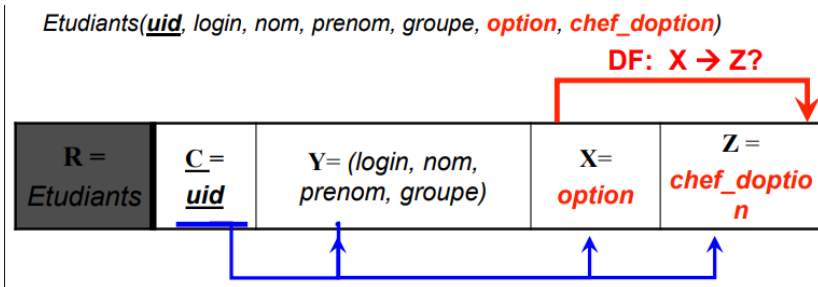 Etudiants(uid, login, nom, prenom, groupe, option, chef_doption)
DF: X → Z?
R =
Etudiants
C =
uid
Y= (login, nom,
prenom, groupe)
X=
option
Z =
chef_doptio
n